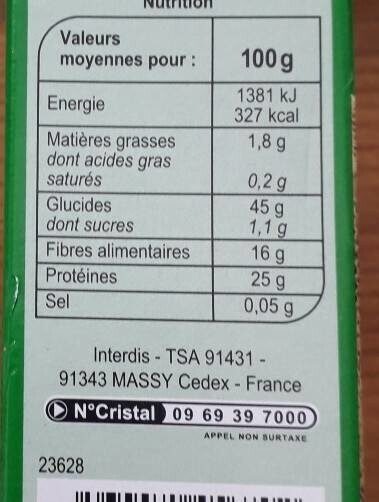 Nutrition
Valeurs
moyennes pour : 100 g
Energie 1381 kJ
327 kcal
Matières grasses 1,8 g
dont acides gras
saturés 0,2 g
Glucides 45 g
dont sucres 1,1 g
Fibres alimentaires 16 g
Protéines 25 g
Sel 0,05 g
Interdis - TSA 91431 -
91343 MASSY Cedex - France
N°Cristal 09 69 39 7000
APPEL NON SURTAXE
23628